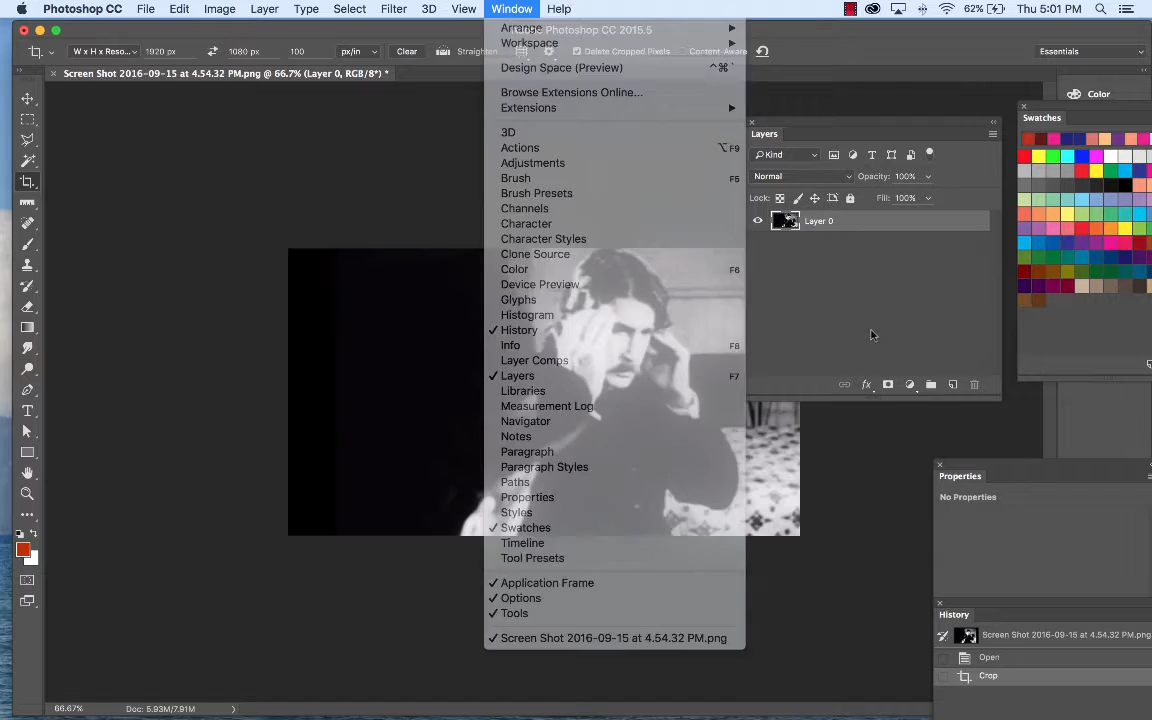 Photoshop CC File Edit Image Layer Type Select Filter 3D View Window Help 62% Thu 5:01 PM
Adobe Photoshop CC 2015.5
W x H x Reso... 1920 px 1080 px 100 px/in Clear Straighten Delete Cropped Pixels Content-Aware Essentials
Screen Shot 2016-09-15 at 4.54.32 PM.png @ 66.7% (Layer 0, RGB/8*) *
Arrange
Workspace
Design Space (Preview) ^⌘`
Browse Extensions Online...
Extensions
3D
Actions ⌥F9
Adjustments
Brush F5
Brush Presets
Channels
Character
Character Styles
Clone Source
Color F6
Device Preview
Glyphs
Histogram
History
Info F8
Layer Comps
Layers F7
Libraries
Measurement Log
Navigator
Notes
Paragraph
Paragraph Styles
Paths
Properties
Styles
Swatches
Timeline
Tool Presets
Application Frame
Options
Tools
Screen Shot 2016-09-15 at 4.54.32 PM.png
Layers
Kind
Normal Opacity: 100%
Lock: Fill: 100%
Layer 0
fx
Color
Swatches
Properties
No Properties
History
Screen Shot 2016-09-15 at 4.54.32 PM.png
Open
Crop
66.67% Doc: 5.93M/7.91M